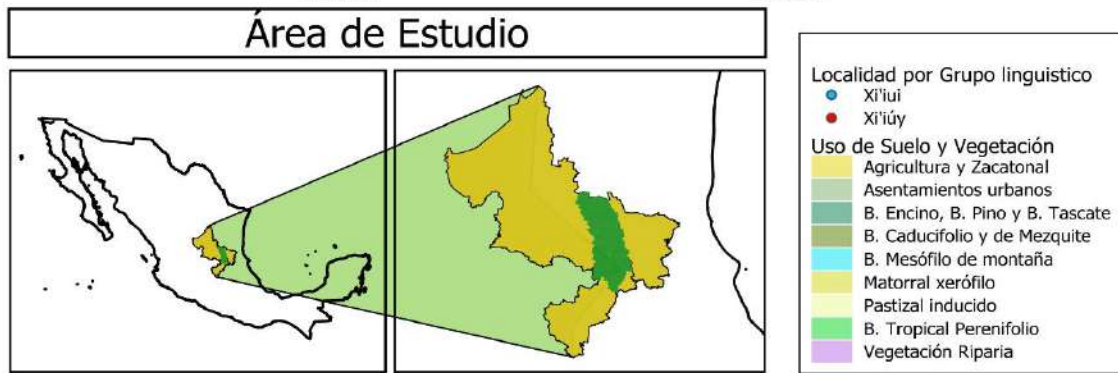 Área de Estudio
Localidad por Grupo linguistico
Xi'iui
Xi'iúy
Uso de Suelo y Vegetación
Agricultura y Zacatonal
Asentamientos urbanos
B. Encino, B. Pino y B. Tascate
B. Caducifolio y de Mezquite
B. Mesófilo de montaña
Matorral xerófilo
Pastizal inducido
B. Tropical Perenifolio
Vegetación Riparia